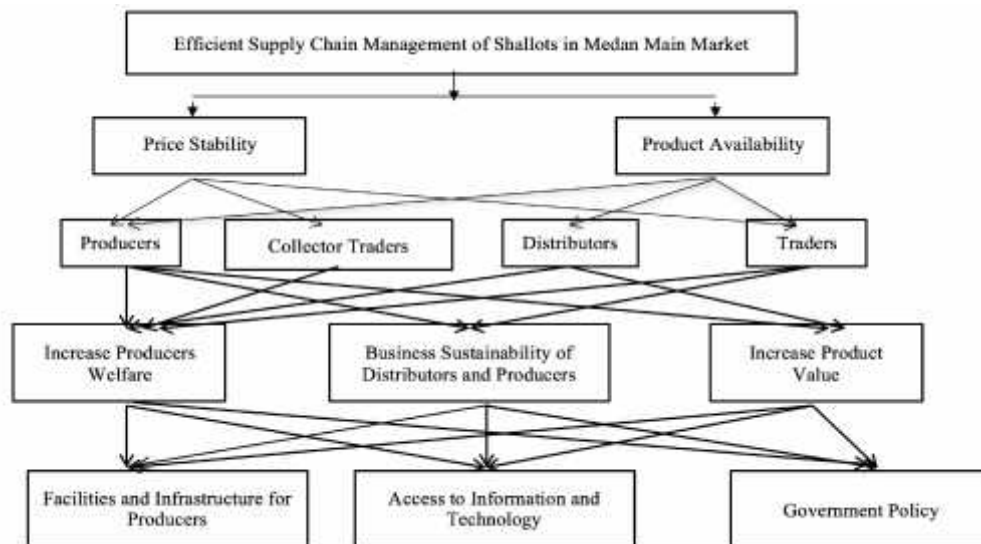 Efficient Supply Chain Management of Shallots in Medan Main Market
Price Stability
Product Availability
Producers
Collector Traders
Distributors
Traders
Increase Producers
Welfare
Business Sustainability of
Distributors and Producers
Increase Product
Value
Facilities and Infrastructure for
Producers
Access to Information and
Technology
Government Policy